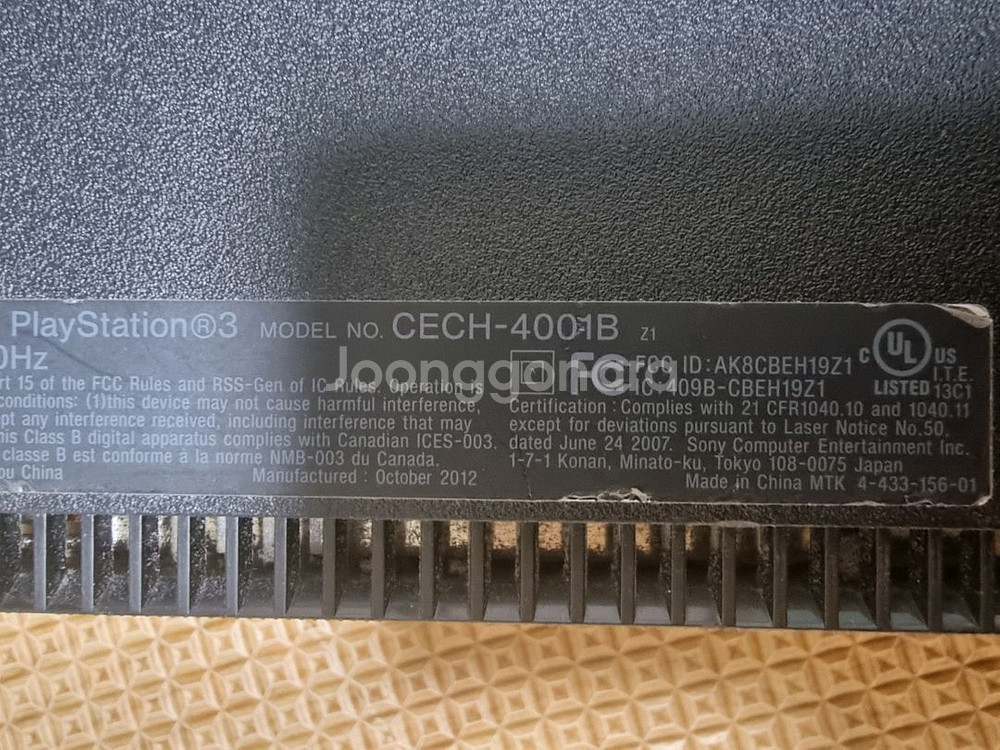 PlayStation®3 MODEL NO. CECH-4001B Z1
0Hz
rt 15 of the FCC Rules and RSS-Gen of IC Rules. Operation is
conditions: (1)this device may not cause harmful interference,
ept any interference received, including interference that may
his Class B digital apparatus complies with Canadian ICES-003.
classe B est conforme à la norme NMB-003 du Canada.
ou China Manufactured : October 2012
FC FCC ID: AK8CBEH19Z1
409B-CBEH19Z1
Certification : Complies with 21 CFR1040.10 and 1040.11
except for deviations pursuant to Laser Notice No.50,
dated June 24 2007. Sony Computer Entertainment Inc.
1-7-1 Konan, Minato-ku, Tokyo 108-0075 Japan
Made in China MTK 4-433-156-01
C UL US
I.T.E.
LISTED 13C1
Joonggonara